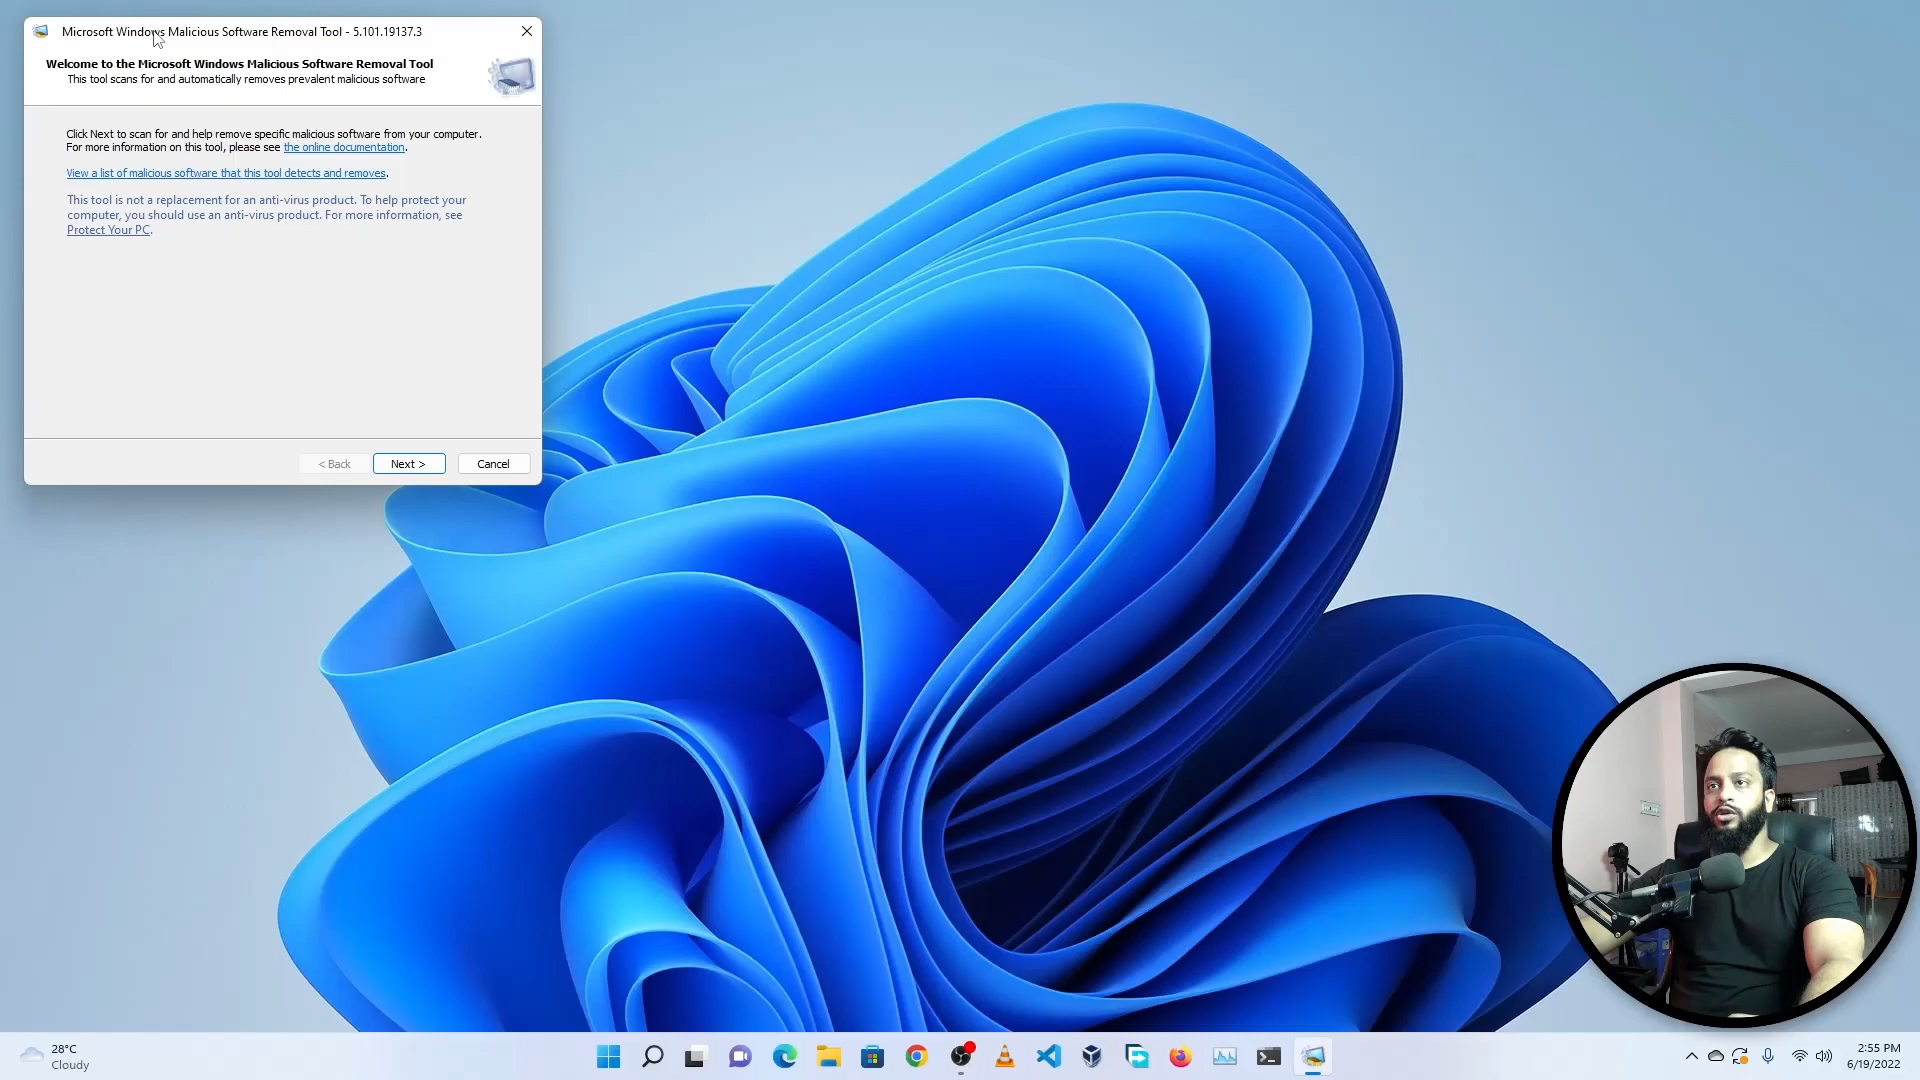 Microsoft Windows Malicious Software Removal Tool - 5.101.19137.3
Welcome to the Microsoft Windows Malicious Software Removal Tool
This tool scans for and automatically removes prevalent malicious software
Click Next to scan for and help remove specific malicious software from your computer.
For more information on this tool, please see the online documentation.
View a list of malicious software that this tool detects and removes.
This tool is not a replacement for an anti-virus product. To help protect your
computer, you should use an anti-virus product. For more information, see
Protect Your PC.
< Back
Next >
Cancel
28°C
Cloudy
2:55 PM
6/19/2022